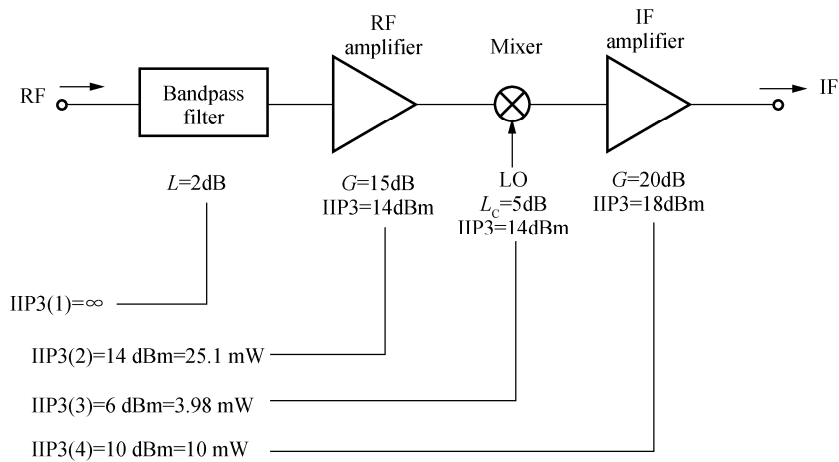 RF
amplifier
Mixer
IF
amplifier
RF
Bandpass
filter
IF
L=2dB
G=15dB
IIP3=14dBm
LO
L_C=5dB
IIP3=14dBm
G=20dB
IIP3=18dBm
IIP3(1)=∞
IIP3(2)=14 dBm=25.1 mW
IIP3(3)=6 dBm=3.98 mW
IIP3(4)=10 dBm=10 mW